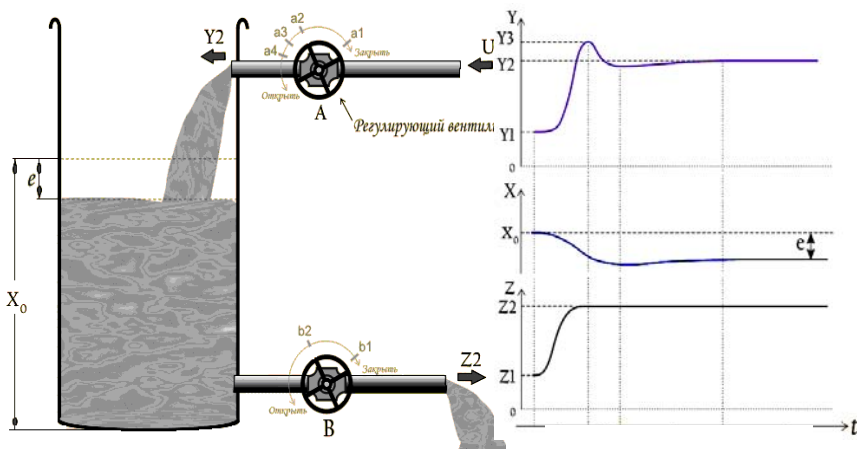 Y2
a1
a2
a3
a4
Закрыть
Открыть
A
U
Регулирующий вентиль
e
X0
b2
b1
Закрыть
Открыть
B
Z2
Y
Y3
Y2
Y1
0
X
X0
e
Z
Z2
Z1
0
t